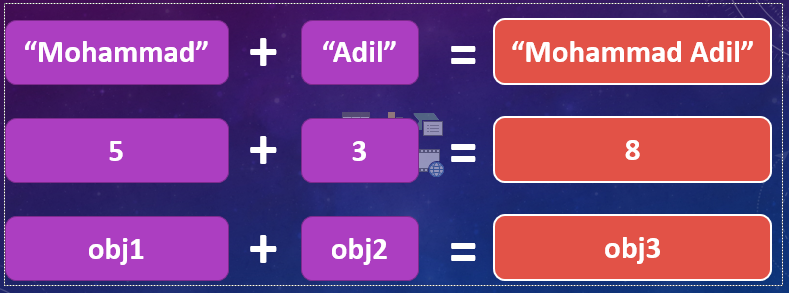 “Mohammad” + “Adil” = “Mohammad Adil”
5 + 3 = 8
obj1 + obj2 = obj3